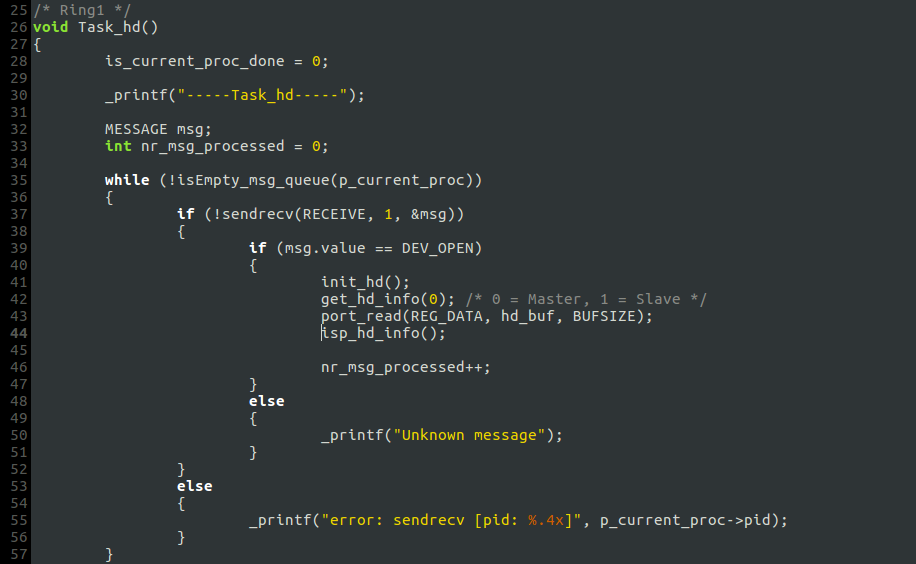 25 /* Ring1 */
26 void Task_hd()
27 {
28         is_current_proc_done = 0;
29
30         _printf("-----Task_hd-----");
31
32         MESSAGE msg;
33         int nr_msg_processed = 0;
34
35         while (!isEmpty_msg_queue(p_current_proc))
36         {
37                 if (!sendrecv(RECEIVE, 1, &msg))
38                 {
39                         if (msg.value == DEV_OPEN)
40                         {
41                                 init_hd();
42                                 get_hd_info(0); /* 0 = Master, 1 = Slave */
43                                 port_read(REG_DATA, hd_buf, BUFSIZE);
44                                 isp_hd_info();
45
46                                 nr_msg_processed++;
47                         }
48                         else
49                         {
50                                 _printf("Unknown message");
51                         }
52                 }
53                 else
54                 {
55                         _printf("error: sendrecv [pid: %.4x]", p_current_proc->pid);
56                 }
57         }